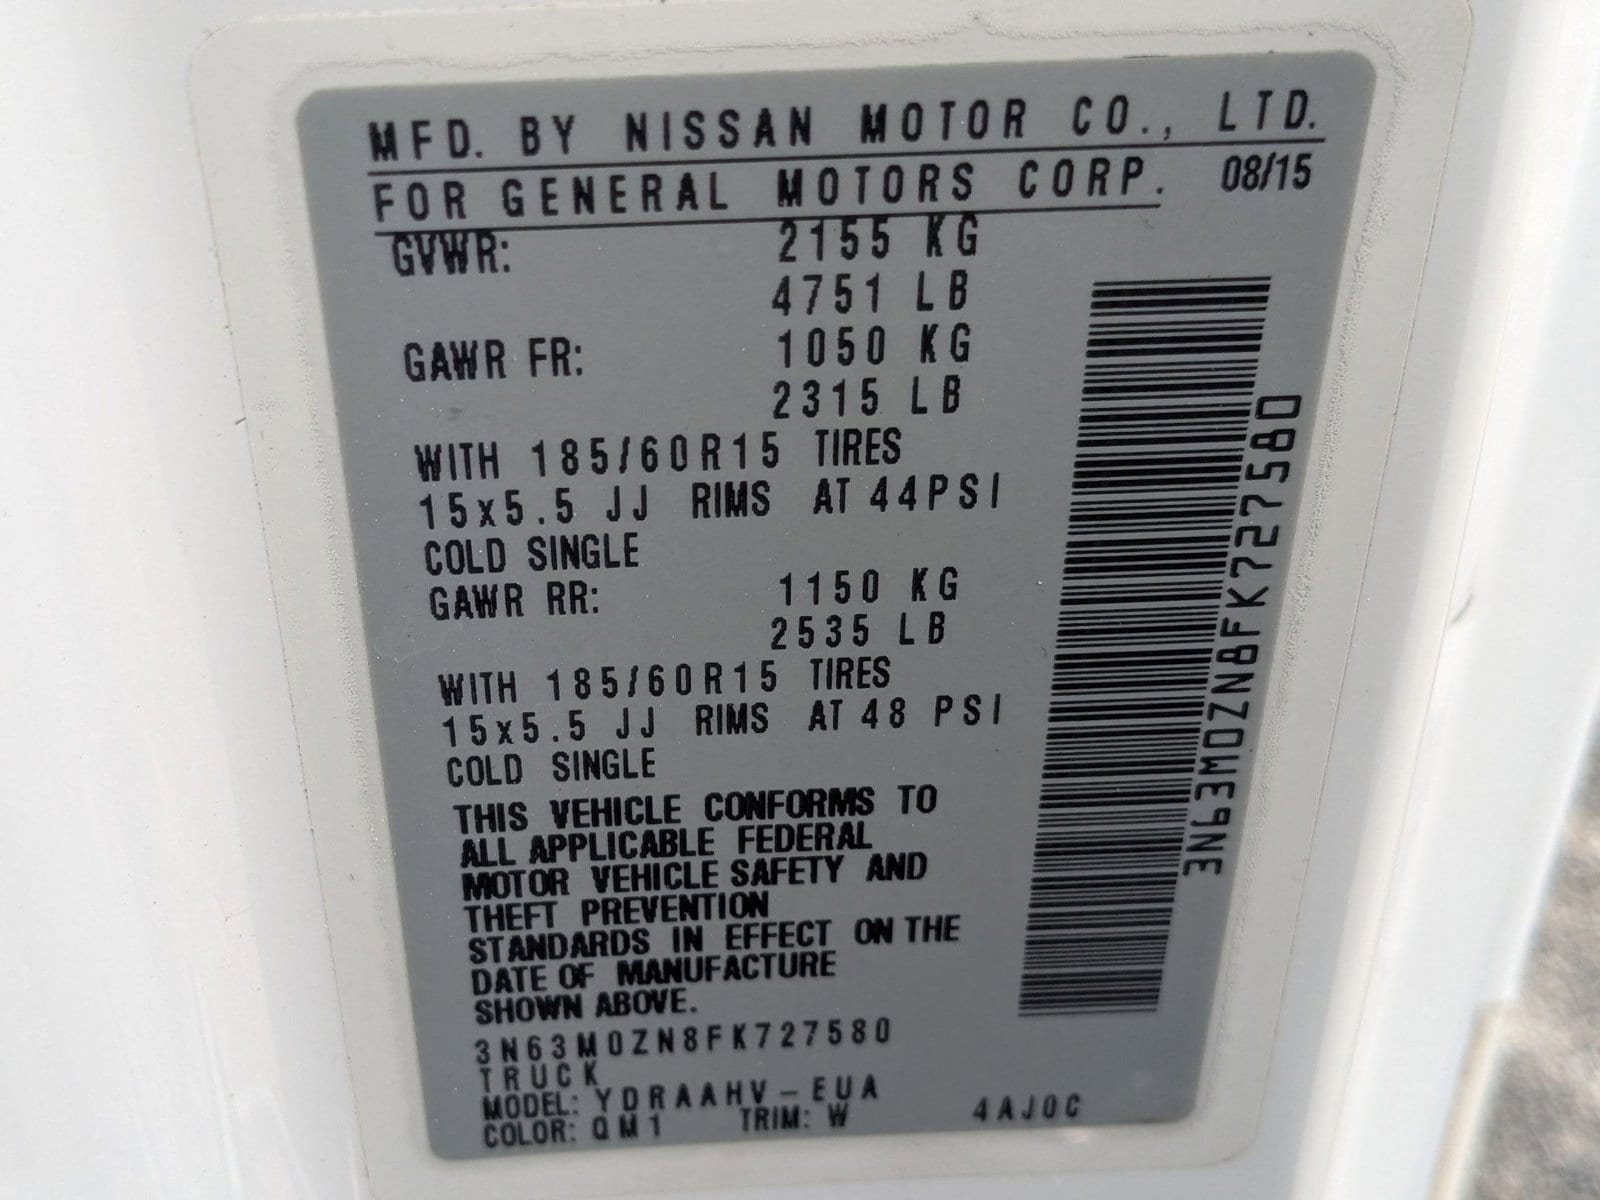 MFD. BY NISSAN MOTOR CO., LTD.
FOR GENERAL MOTORS CORP. 08/15
GVWR: 2155 KG
4751 LB
GAWR FR: 1050 KG
2315 LB
WITH 185/60R15 TIRES
15x5.5 JJ RIMS AT 44PSI
COLD SINGLE
GAWR RR: 1150 KG
2535 LB
WITH 185/60R15 TIRES
15x5.5 JJ RIMS AT 48 PSI
COLD SINGLE
THIS VEHICLE CONFORMS TO
ALL APPLICABLE FEDERAL
MOTOR VEHICLE SAFETY AND
THEFT PREVENTION
STANDARDS IN EFFECT ON THE
DATE OF MANUFACTURE
SHOWN ABOVE.
3N63M0ZN8FK727580
TRUCK
MODEL: YDRAAHV-EUA
COLOR: QM1 TRIM: W 4AJ0C
3N63M0ZN8FK727580